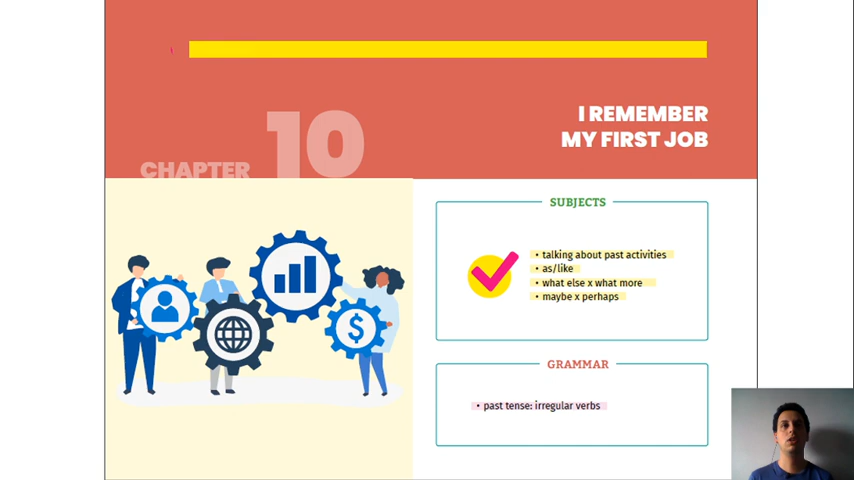 I REMEMBER
MY FIRST JOB
CHAPTER 10
SUBJECTS
• talking about past activities
• as/like
• what else x what more
• maybe x perhaps
GRAMMAR
• past tense: irregular verbs
$